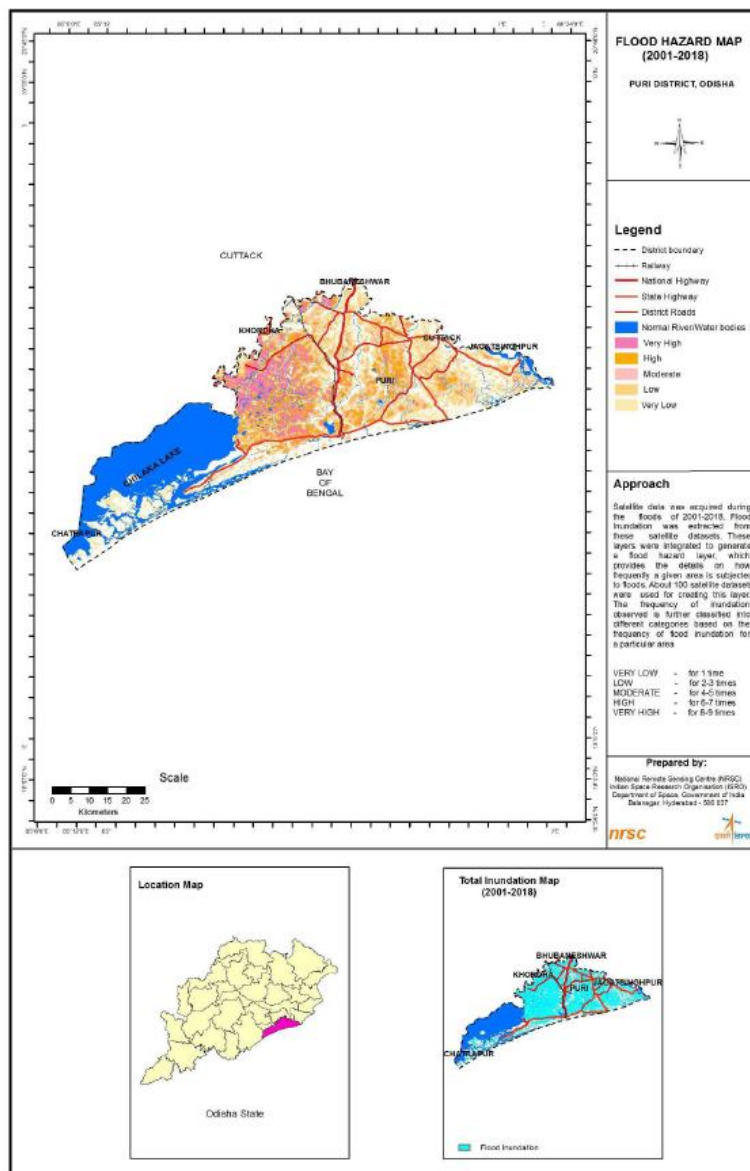 FLOOD HAZARD MAP
(2001-2018)
PURI DISTRICT, ODISHA
CUTTACK
BHUBANESHWAR
KHORDHA
CUTTACK
JAGATSINGHPUR
PURI
CHILAKA LAKE
BAY
OF
BENGAL
CHATRAPUR
Scale
0 5 10 15 20 25
Kilometers
Legend
District boundary
Railway
National Highway
State Highway
District Roads
Normal River/Water bodies
Very High
High
Moderate
Low
Very Low
Approach
Satellite data was acquired during
the floods of 2001-2018. Flood
Inundation was extracted from
these satellite datasets. These
layers were integrated to generate
a flood hazard layer, which
provides the details on how
frequently a given area is subjected
to floods. About 100 satellite dataset
were used for creating this layer.
The frequency of inundation
observed is further classified into
different categories based on the
frequency of flood inundation for
a particular area
VERY LOW - for 1 time
LOW - for 2-3 times
MODERATE - for 4-5 times
HIGH - for 6-7 times
VERY HIGH - for 8-9 times
Prepared by:
National Remote Sensing Centre (NRSC)
Indian Space Research Organisation (ISRO)
Department of Space, Government of India
Balanagar, Hyderabad - 500 037
nrsc
Location Map
Odisha State
Total Inundation Map
(2001-2018)
BHUBANESHWAR
KHORDHA
JAGATSINGHPUR
PURI
CHATRAPUR
Flood Inundation